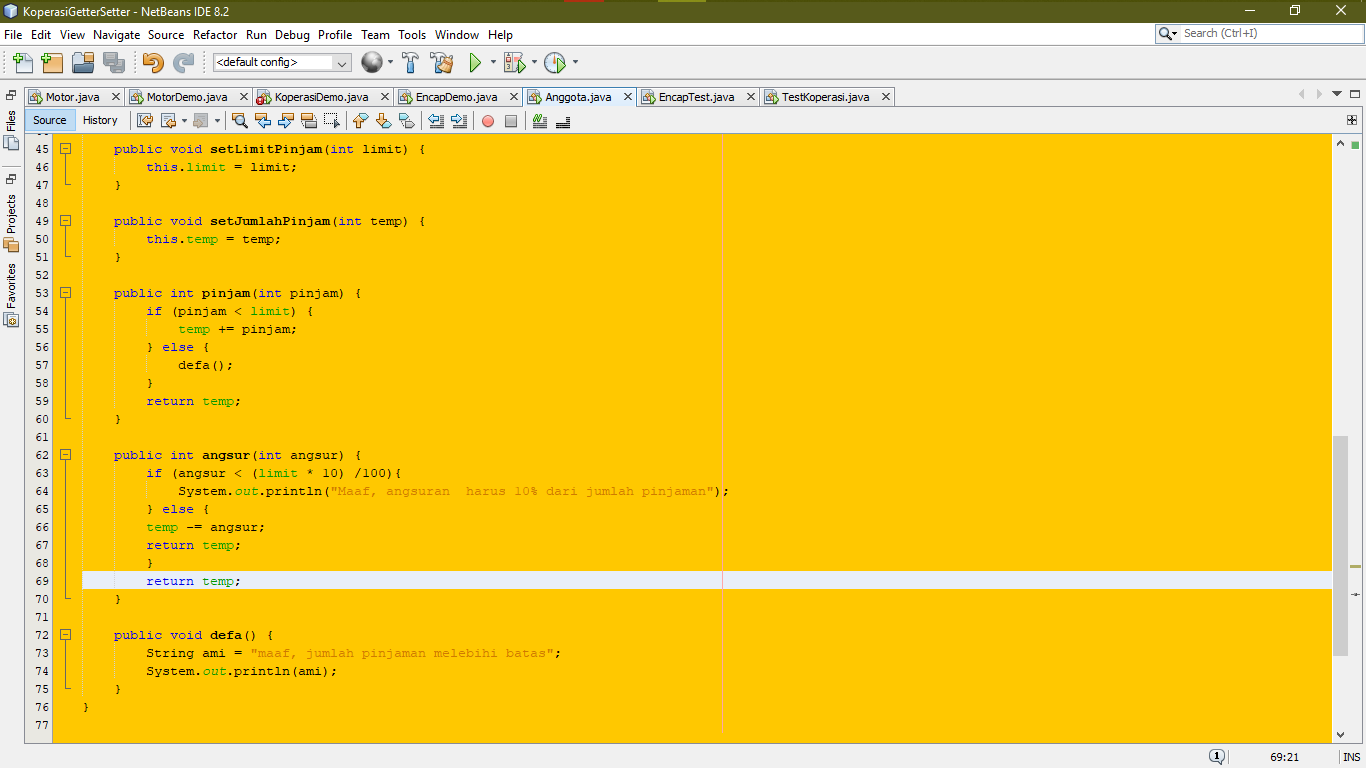 KoperasiGetterSetter - NetBeans IDE 8.2
File Edit View Navigate Source Refactor Run Debug Profile Team Tools Window Help
Search (Ctrl+I)
<default config>
Motor.java MotorDemo.java KoperasiDemo.java EncapDemo.java Anggota.java EncapTest.java TestKoperasi.java
Source History
Files
Projects
Favorites
45 public void setLimitPinjam(int limit) {
46 this.limit = limit;
47 }
48
49 public void setJumlahPinjam(int temp) {
50 this.temp = temp;
51 }
52
53 public int pinjam(int pinjam) {
54 if (pinjam < limit) {
55 temp += pinjam;
56 } else {
57 defa();
58 }
59 return temp;
60 }
61
62 public int angsur(int angsur) {
63 if (angsur < (limit * 10) /100){
64 System.out.println("Maaf, angsuran  harus 10% dari jumlah pinjaman");
65 } else {
66 temp -= angsur;
67 return temp;
68 }
69 return temp;
70 }
71
72 public void defa() {
73 String ami = "maaf, jumlah pinjaman melebihi batas";
74 System.out.println(ami);
75 }
76 }
77
1 69:21 INS